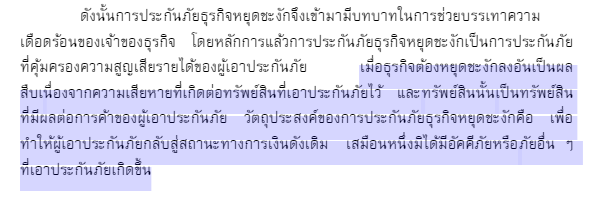 ดังนั้นการประกันภัยธุรกิจหยุดชะงักจึงเข้ามามีบทบาทในการช่วยบรรเทาความ
เดือดร้อนของเจ้าของธุรกิจ โดยหลักการแล้วการประกันภัยธุรกิจหยุดชะงักเป็นการประกันภัย
ที่คุ้มครองความสูญเสียรายได้ของผู้เอาประกันภัย เมื่อธุรกิจต้องหยุดชะงักลงอันเป็นผล
สืบเนื่องจากความเสียหายที่เกิดต่อทรัพย์สินที่เอาประกันภัยไว้ และทรัพย์สินนั้นเป็นทรัพย์สิน
ที่มีผลต่อการค้าของผู้เอาประกันภัย วัตถุประสงค์ของการประกันภัยธุรกิจหยุดชะงักคือ เพื่อ
ทำให้ผู้เอาประกันภัยกลับสู่สถานะทางการเงินดังเดิม เสมือนหนึ่งมิได้มีอัคคีภัยหรือภัยอื่น ๆ
ที่เอาประกันภัยเกิดขึ้น